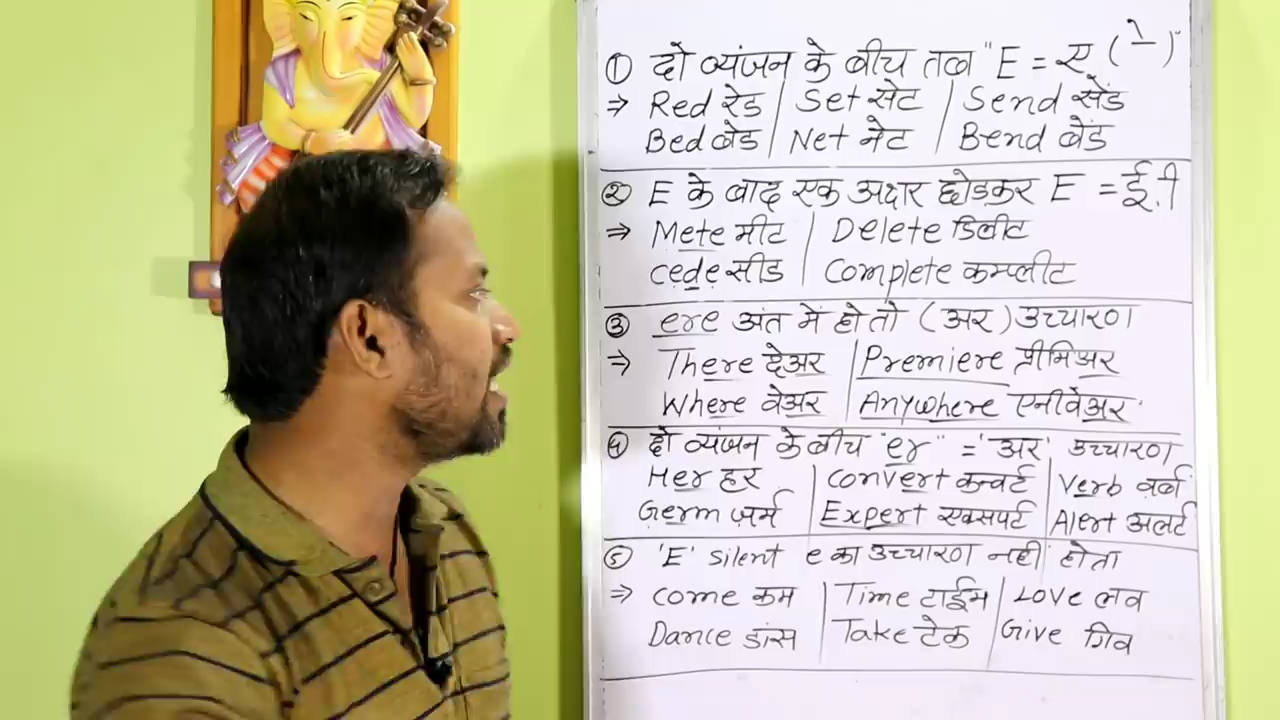 ① दो व्यंजन के बीच तब "E = ए ( े )"
⇒ Red रेड / Set सेट / Send सेंड
Bed बेड / Net नेट / Bend बेंड
② E के बाद एक अक्षर छोडकर E = ई.ी
⇒ Mete मीट / Delete डिलीट
cede सीड / Complete कम्प्लीट
③ ere अंत में हो तो (अर) उच्चारण
⇒ There देअर | Premiere प्रीमिअर
Where वेअर | Anywhere एनीवेअर
④ दो व्यंजन के बीच "er" = 'अर' उच्चारण
Her हर | Convert कन्वर्ट | Verb वर्ब
Germ ज़र्म | Expert एक्सपर्ट | Alert अलर्ट
⑤ 'E' silent e का उच्चारण नहीं होता
⇒ come कम | Time टाईम / Love लव
Dance डांस | Take टेक / Give गिव